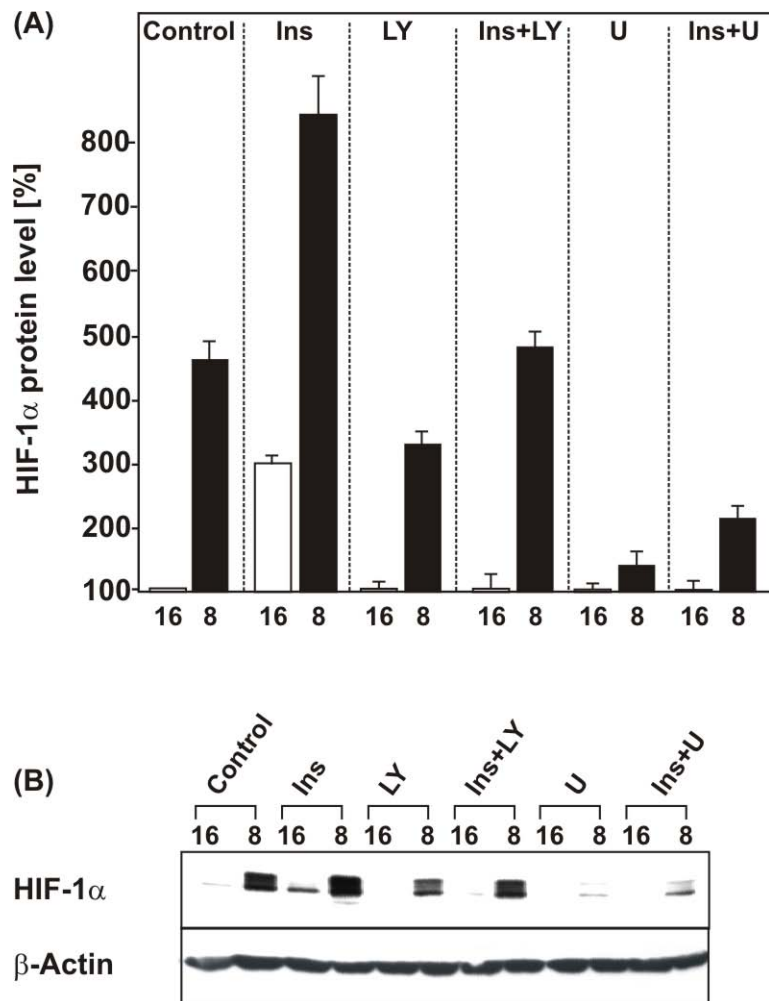 (A)
Control Ins LY Ins+LY U Ins+U
HIF-1α protein level [%]
800
700
800
500
400
300
200
100
16 8 16 8 16 8 16 8 16 8 16 8
(B)
Control Ins LY Ins+LY U Ins+U
16 8 16 8 16 8 16 8 16 8 16 8
HIF-1α
β-Actin